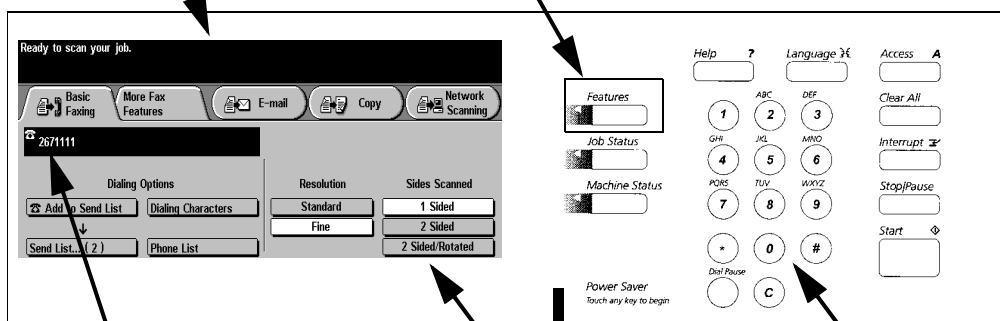 Ready to scan your job.
Basic Faxing
More Fax Features
E-mail
Copy
Network Scanning
2671111
Dialing Options
Resolution
Sides Scanned
Add to Send List
Dialing Characters
Standard
1 Sided
Fine
2 Sided
Send List... ( 2 )
Phone List
2 Sided/Rotated
Features
Job Status
Machine Status
Power Saver
Touch any key to begin
Help ?
Language
Access A
Clear All
Interrupt
Stop/Pause
Start
ABC DEF
1 2 3
GHI JKL MNO
4 5 6
PQRS TUV WXYZ
7 8 9
* 0 #
Dial Pause
C